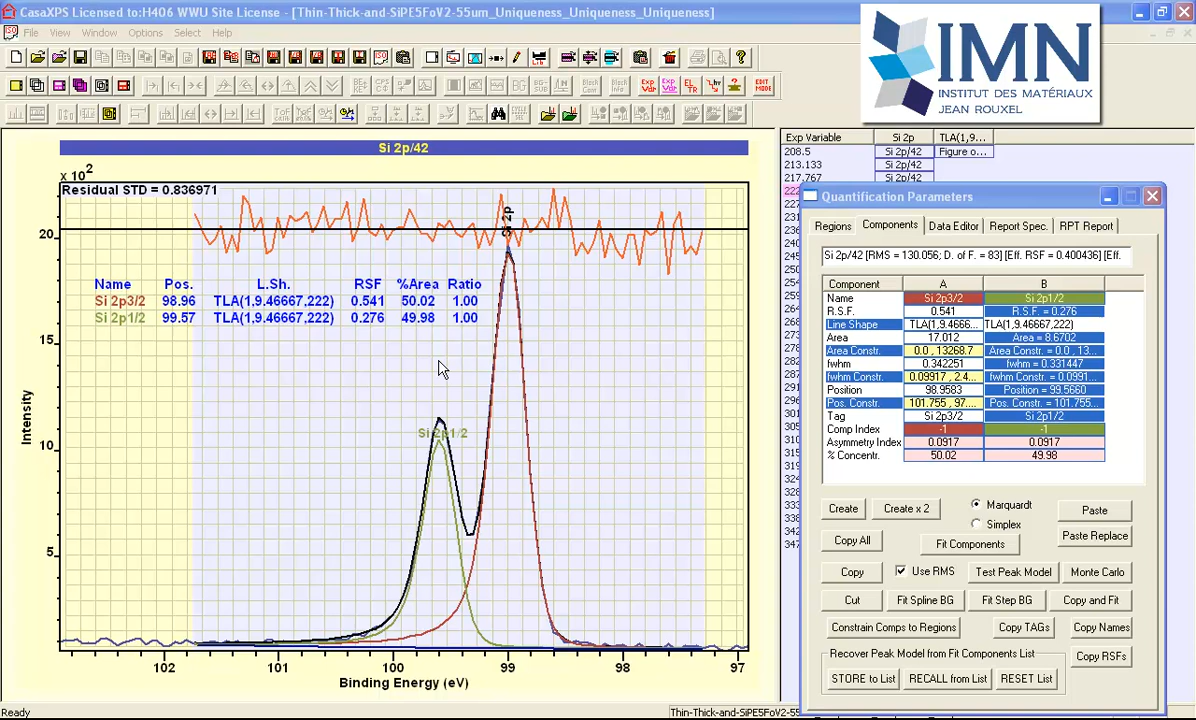 CasaXPS Licensed to:H406 WWU Site License - [Thin-Thick-and-SiPE5FoV2-55um_Uniqueness_Uniqueness_Uniqueness]
File View Window Options Select Help
IMN
INSTITUT DES MATÉRIAUX
JEAN ROUXEL
Si 2p/42
x 10²
Residual STD = 0.836971
Si 2p
20
15
10
5
Name Pos. L.Sh. RSF %Area Ratio
Si 2p3/2 98.96 TLA(1,9.46667,222) 0.541 50.02 1.00
Si 2p1/2 99.57 TLA(1,9.46667,222) 0.276 49.98 1.00
Si 2p1/2
Intensity
102 101 100 99 98 97
Binding Energy (eV)
Exp Variable Si 2p TLA(1,9...
208.5 Si 2p/42 Figure o...
213.133 Si 2p/42
217.767 Si 2p/42
Quantification Parameters
Regions Components Data Editor Report Spec. RPT Report
Si 2p/42 [RMS = 130.056; D. of F. = 83] [Eff. RSF = 0.400436] [Eff.
Component A B
Name Si 2p3/2 Si 2p1/2
R.S.F. 0.541 R.S.F. = 0.276
Line Shape TLA(1,9.4666... TLA(1,9.46667,222)
Area 17.012 Area = 8.6702
Area Constr. 0.0 , 13268.7 Area Constr. = 0.0 , 13...
fwhm 0.342251 fwhm = 0.331447
fwhm Constr. 0.09917 , 2.4... fwhm Constr. = 0.0991...
Position 98.9583 Position = 99.5660
Pos. Constr. 101.755 , 97.... Pos. Constr. = 101.755...
Tag Si 2p3/2 Si 2p1/2
Comp Index -1 -1
Asymmetry Index 0.0917 0.0917
% Concentr. 50.02 49.98
Create Create x 2 Marquardt Paste
Simplex
Copy All Fit Components Paste Replace
Copy Use RMS Test Peak Model Monte Carlo
Cut Fit Spline BG Fit Step BG Copy and Fit
Constrain Comps to Regions Copy TAGs Copy Names
Recover Peak Model from Fit Components List Copy RSFs
STORE to List RECALL from List RESET List
Ready
Thin-Thick-and-SiPE5FoV2-55